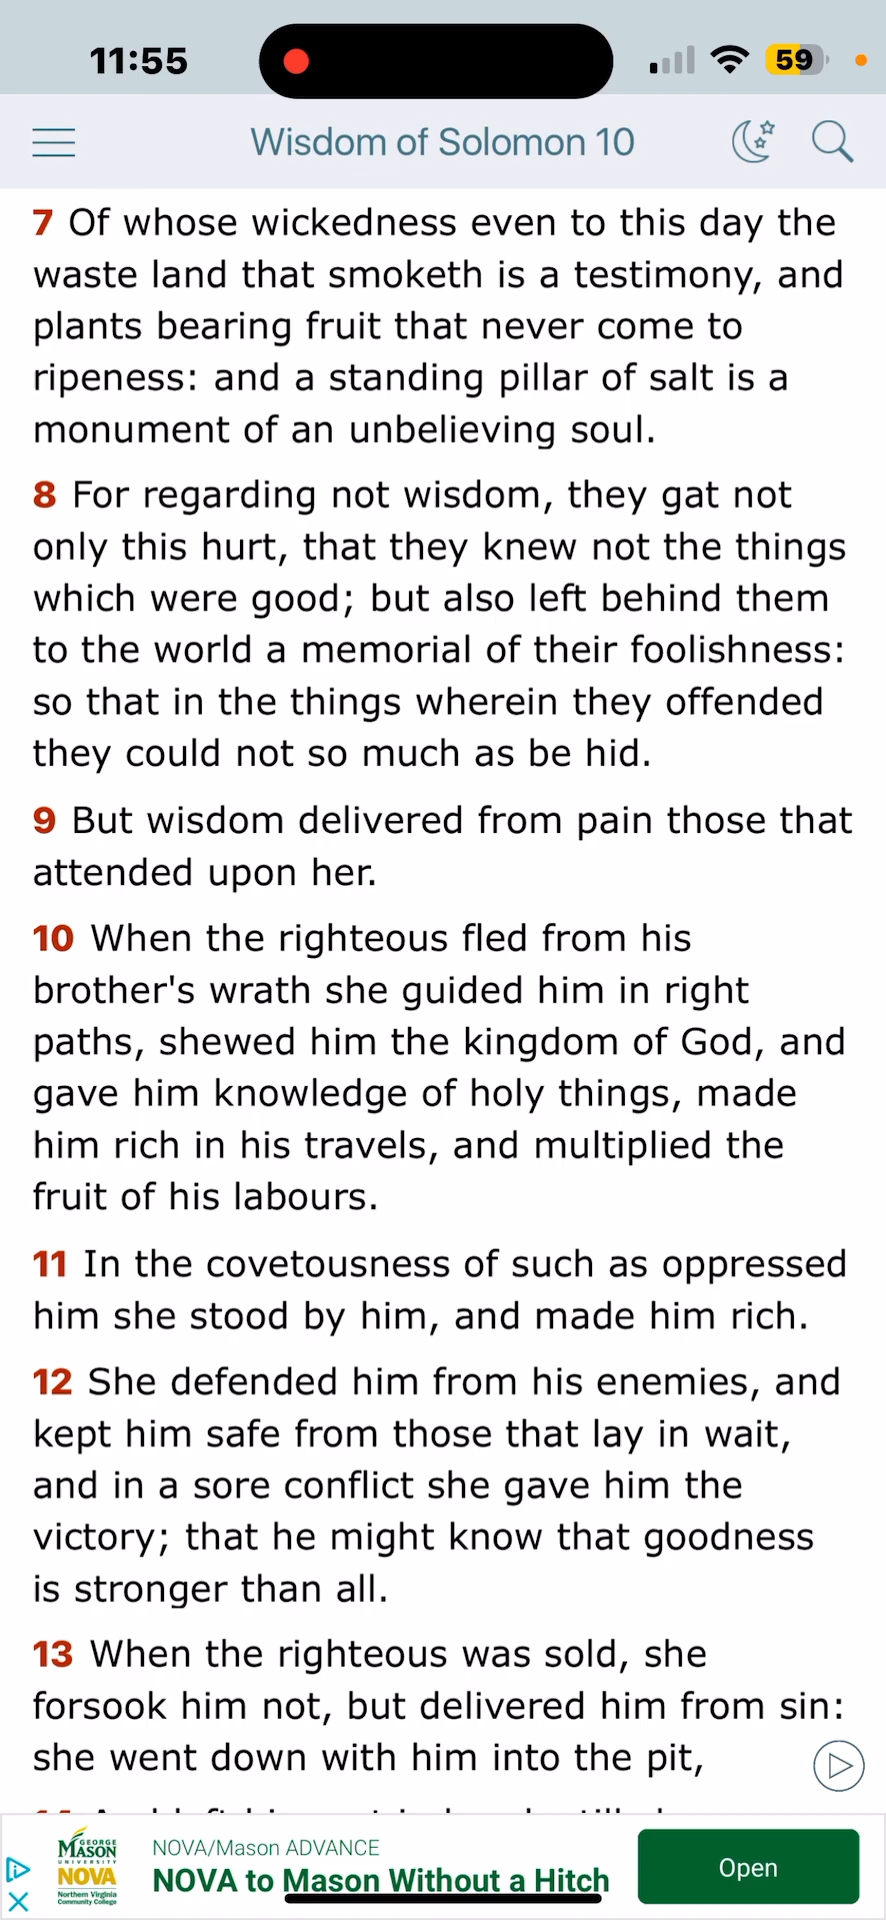 11:55
59
Wisdom of Solomon 10
7 Of whose wickedness even to this day the
waste land that smoketh is a testimony, and
plants bearing fruit that never come to
ripeness: and a standing pillar of salt is a
monument of an unbelieving soul.
8 For regarding not wisdom, they gat not
only this hurt, that they knew not the things
which were good; but also left behind them
to the world a memorial of their foolishness:
so that in the things wherein they offended
they could not so much as be hid.
9 But wisdom delivered from pain those that
attended upon her.
10 When the righteous fled from his
brother's wrath she guided him in right
paths, shewed him the kingdom of God, and
gave him knowledge of holy things, made
him rich in his travels, and multiplied the
fruit of his labours.
11 In the covetousness of such as oppressed
him she stood by him, and made him rich.
12 She defended him from his enemies, and
kept him safe from those that lay in wait,
and in a sore conflict she gave him the
victory; that he might know that goodness
is stronger than all.
13 When the righteous was sold, she
forsook him not, but delivered him from sin:
she went down with him into the pit,
GEORGE
MASON
UNIVERSITY
NOVA
Northern Virginia
Community College
NOVA/Mason ADVANCE
NOVA to Mason Without a Hitch
Open